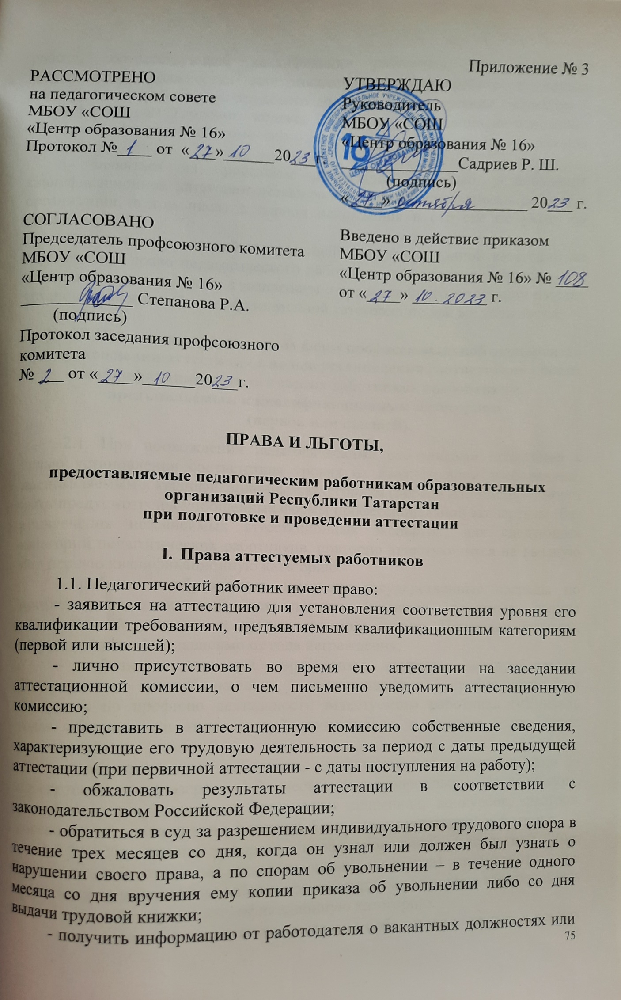 Приложение № 3
РАССМОТРЕНО
на педагогическом совете
МБОУ «СОШ
«Центр образования № 16»
Протокол № 1 от «27» 10 2023 г.
УТВЕРЖДАЮ
Руководитель
МБОУ «СОШ
«Центр образования № 16»
Садриев Р. Ш.
(подпись)
«27» октября 2023 г.
16
ЦЕНТР ОБРАЗОВАНИЯ
СОГЛАСОВАНО
Председатель профсоюзного комитета
МБОУ «СОШ
«Центр образования № 16»
Степанова Р.А.
(подпись)
Протокол заседания профсоюзного
комитета
№ 2 от «27» 10 2023 г.
Введено в действие приказом
МБОУ «СОШ
«Центр образования № 16» № 108
от «27» 10.2023 г.
ПРАВА И ЛЬГОТЫ,
предоставляемые педагогическим работникам образовательных
организаций Республики Татарстан
при подготовке и проведении аттестации
I. Права аттестуемых работников
1.1. Педагогический работник имеет право:
- заявиться на аттестацию для установления соответствия уровня его
квалификации требованиям, предъявляемым квалификационным категориям
(первой или высшей);
- лично присутствовать во время его аттестации на заседании
аттестационной комиссии, о чем письменно уведомить аттестационную
комиссию;
- представить в аттестационную комиссию собственные сведения,
характеризующие его трудовую деятельность за период с даты предыдущей
аттестации (при первичной аттестации - с даты поступления на работу);
- обжаловать результаты аттестации в соответствии с
законодательством Российской Федерации;
- обратиться в суд за разрешением индивидуального трудового спора в
течение трех месяцев со дня, когда он узнал или должен был узнать о
нарушении своего права, а по спорам об увольнении – в течение одного
месяца со дня вручения ему копии приказа об увольнении либо со дня
выдачи трудовой книжки;
- получить информацию от работодателя о вакантных должностях или
75